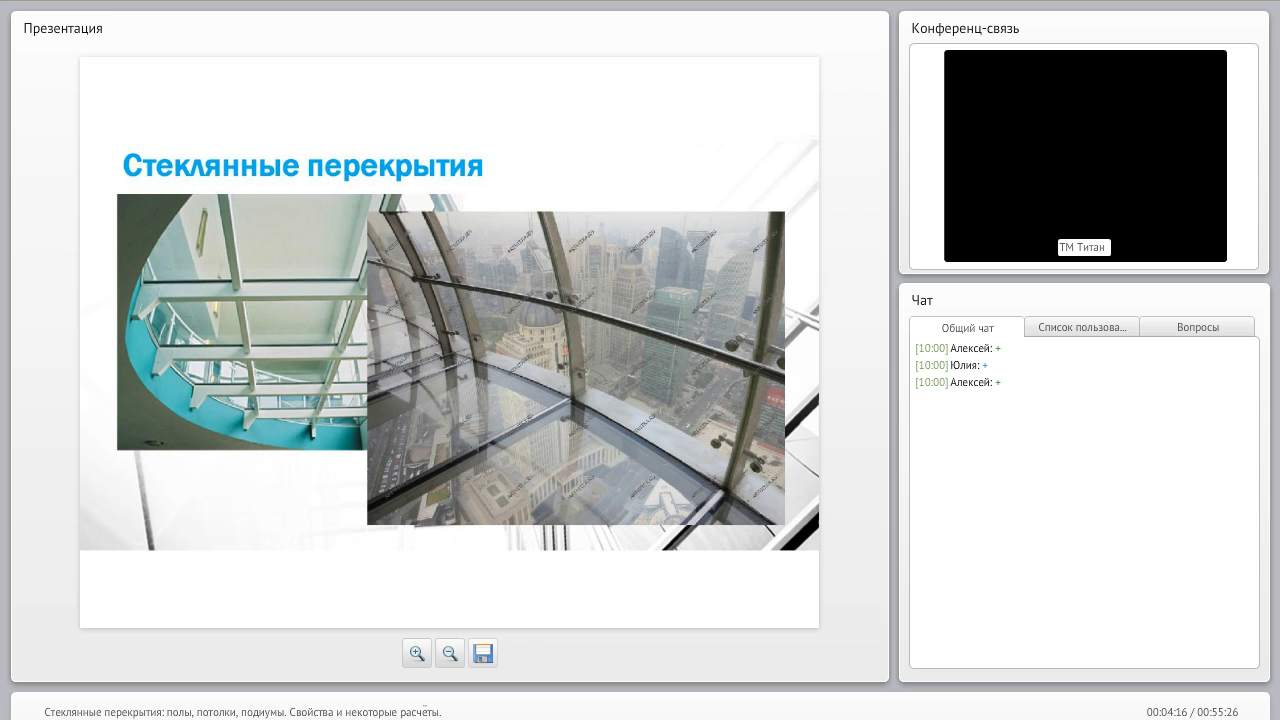 Презентация
Стеклянные перекрытия
Конференц-связь
ТМ Титан
Чат
Общий чат
Список пользова...
Вопросы
[10:00] Алексей: +
[10:00] Юлия: +
[10:00] Алексей: +
Стеклянные перекрытия: полы, потолки, подиумы. Свойства и некоторые расчёты.
00:04:16 / 00:55:26